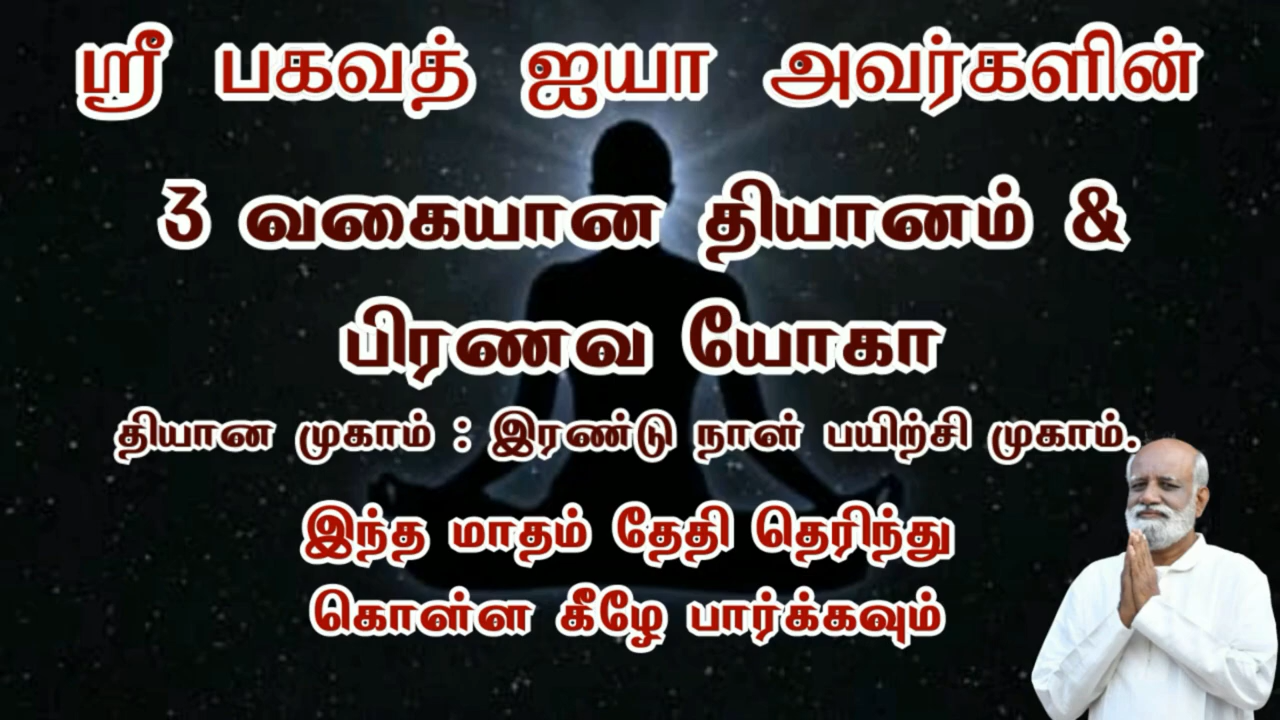 ஸ்ரீ பகவத் ஐயா அவர்களின்
3 வகையான தியானம் &
பிரணவ யோகா
தியான முகாம் : இரண்டு நாள் பயிற்சி முகாம்.
இந்த மாதம் தேதி தெரிந்து
கொள்ள கீழே பார்க்கவும்